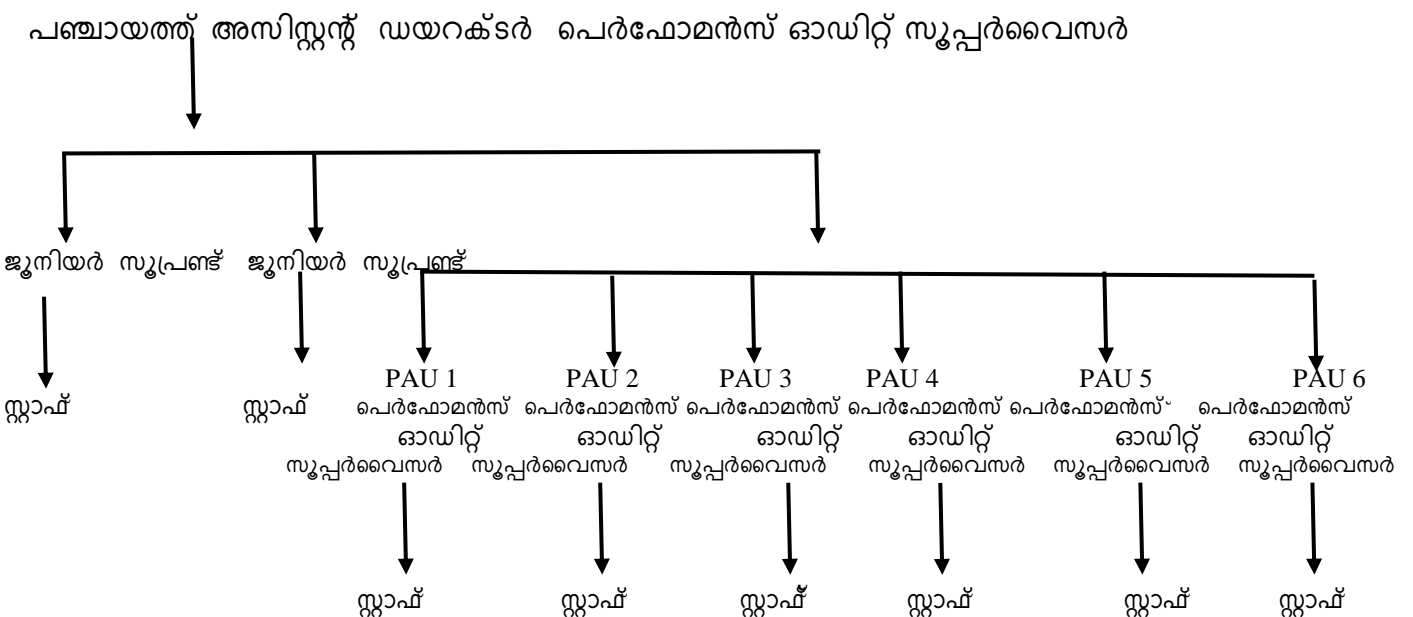 പഞ്ചായത്ത് അസിസ്റ്റന്റ് ഡയറക്ടർ പെർഫോമൻസ് ഓഡിറ്റ് സൂപ്പർവൈസർ
ജൂനിയർ സൂപ്രണ്ട് ജൂനിയർ സൂപ്രണ്ട്
PAU 1 PAU 2 PAU 3 PAU 4 PAU 5 PAU 6
സ്റ്റാഫ് സ്റ്റാഫ് പെർഫോമൻസ് പെർഫോമൻസ് പെർഫോമൻസ് പെർഫോമൻസ് പെർഫോമൻസ് പെർഫോമൻസ്
ഓഡിറ്റ് ഓഡിറ്റ് ഓഡിറ്റ് ഓഡിറ്റ് ഓഡിറ്റ് ഓഡിറ്റ്
സൂപ്പർവൈസർ സൂപ്പർവൈസർ സൂപ്പർവൈസർ സൂപ്പർവൈസർ സൂപ്പർവൈസർ സൂപ്പർവൈസർ
സ്റ്റാഫ് സ്റ്റാഫ് സ്റ്റാഫ് സ്റ്റാഫ് സ്റ്റാഫ് സ്റ്റാഫ്